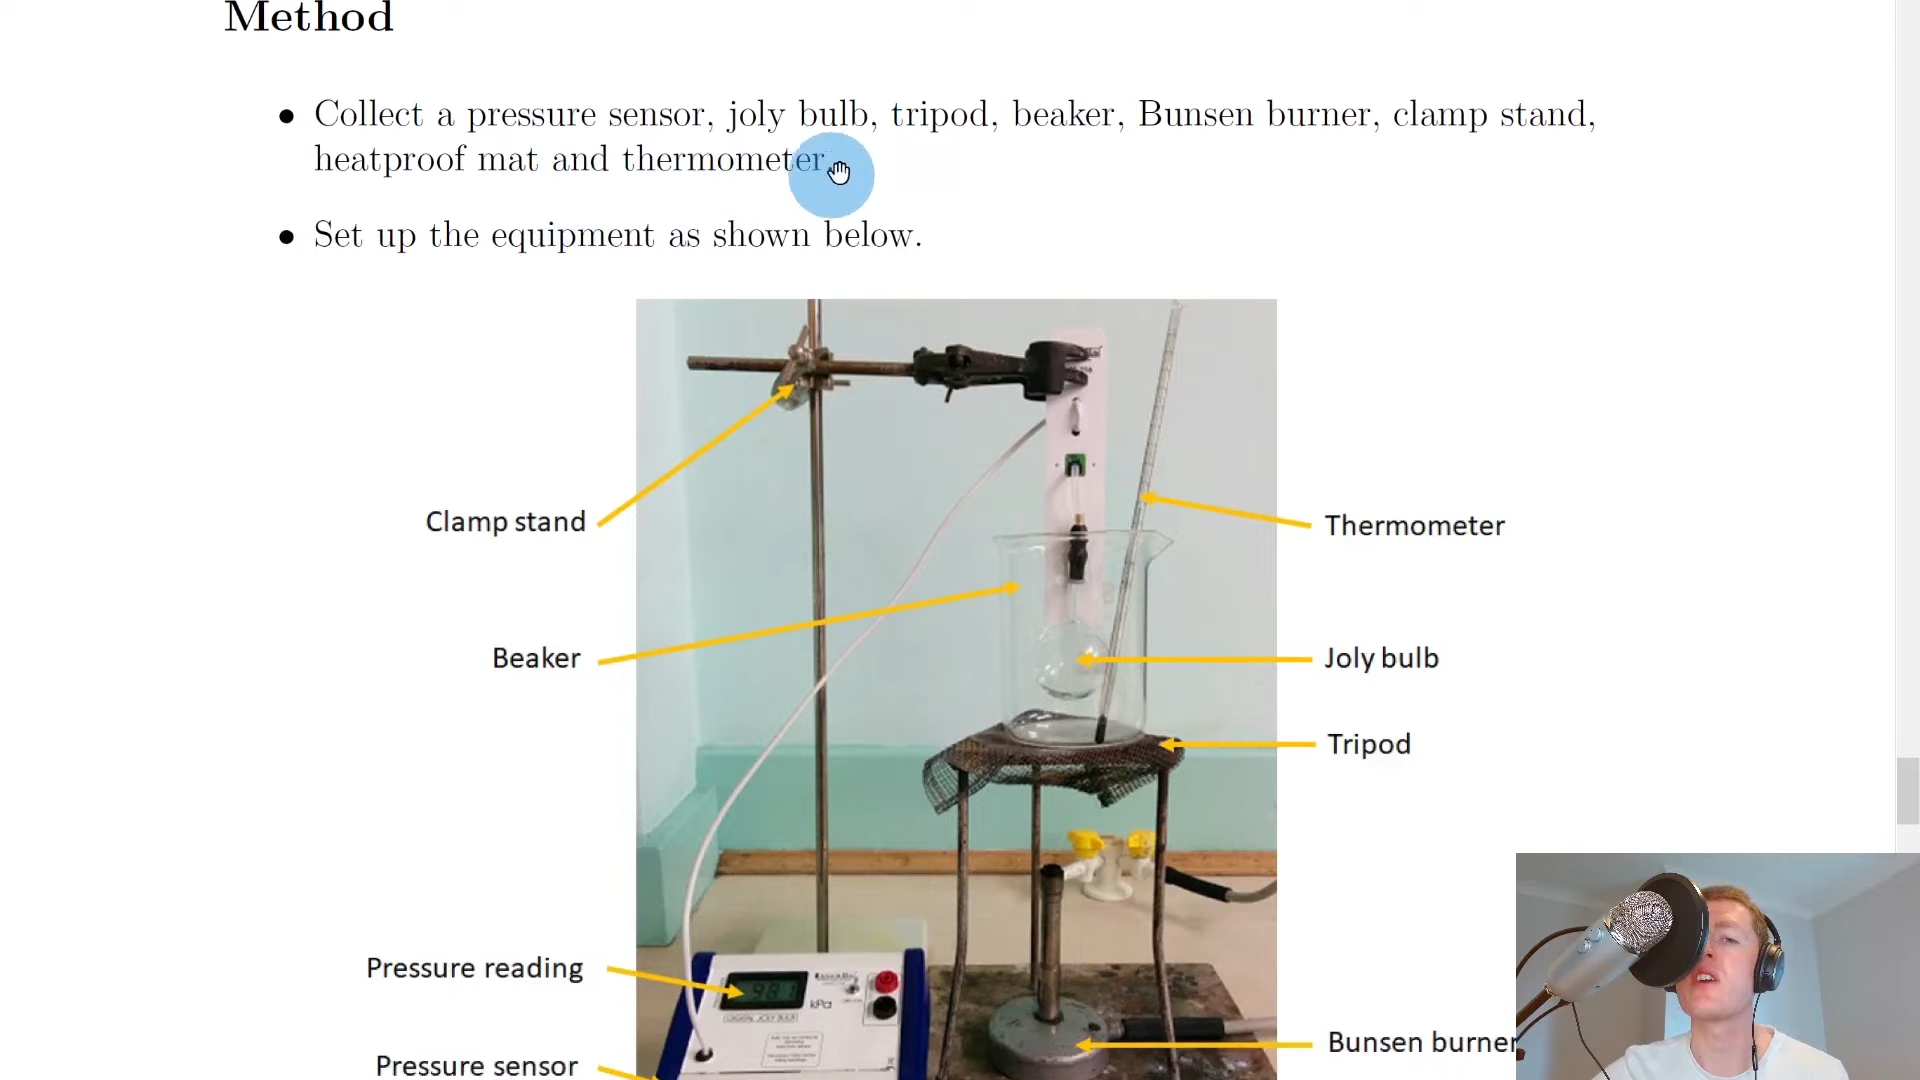 Method
• Collect a pressure sensor, joly bulb, tripod, beaker, Bunsen burner, clamp stand,
heatproof mat and thermometer.
• Set up the equipment as shown below.
Clamp stand
Thermometer
Beaker
Joly bulb
Tripod
Pressure reading
98.1
kPa
DIGITAL JOLY BULB
Bunsen burner
Pressure sensor